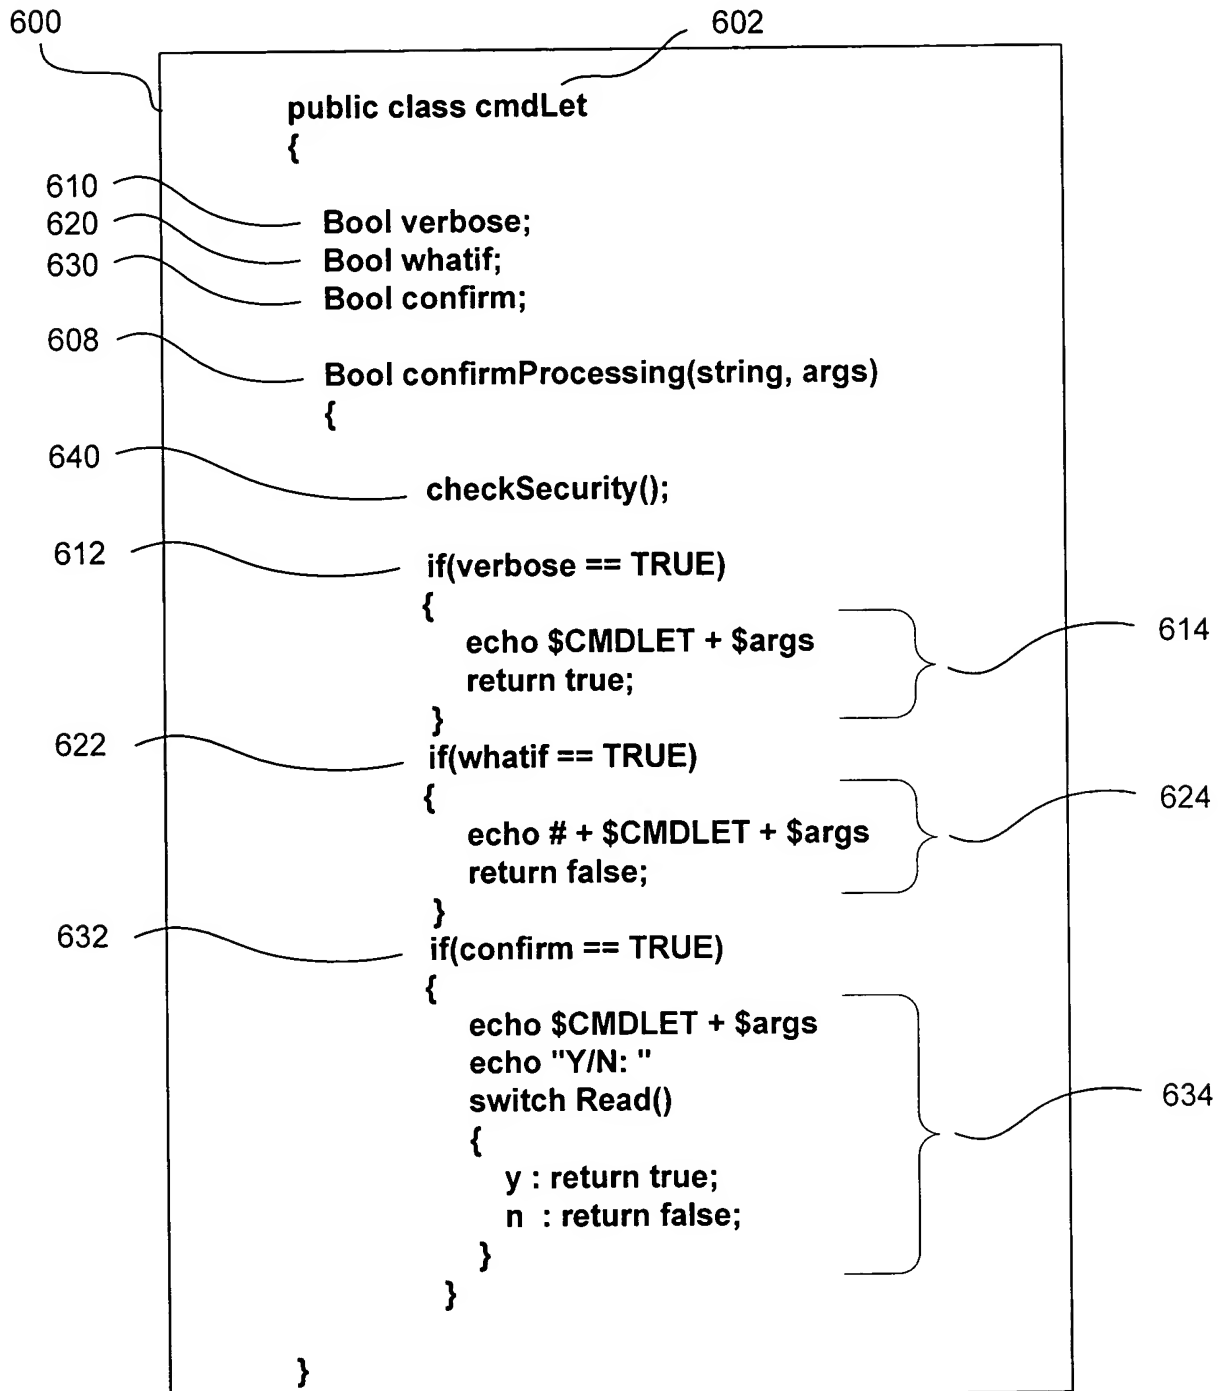 600 602
public class cmdLet
{
610 Bool verbose;
620 Bool whatif;
630 Bool confirm;
608 Bool confirmProcessing(string, args)
{
640 checkSecurity();
612 if(verbose == TRUE)
{
echo $CMDLET + $args 614
return true;
}
622 if(whatif == TRUE)
{ 624
echo # + $CMDLET + $args
return false;
}
632 if(confirm == TRUE)
{
echo $CMDLET + $args
echo "Y/N: "
switch Read() 634
{
y : return true;
n : return false;
}
}
}